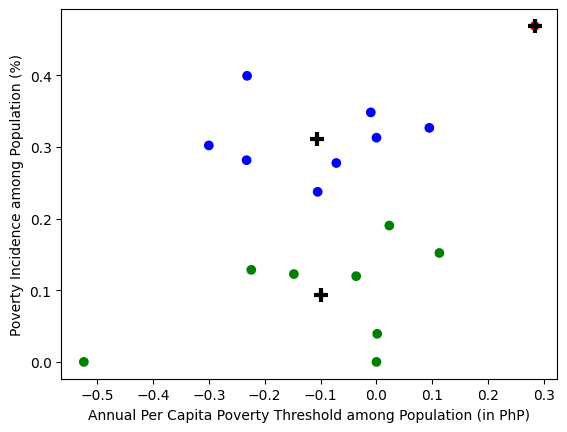 Poverty Incidence among Population (%)
0.4
0.3
0.2
0.1
0.0
−0.5 −0.4 −0.3 −0.2 −0.1 0.0 0.1 0.2 0.3
Annual Per Capita Poverty Threshold among Population (in PhP)